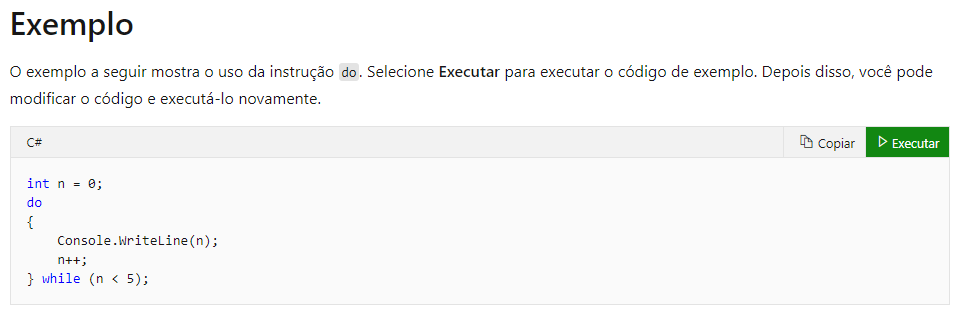 Exemplo
O exemplo a seguir mostra o uso da instrução do. Selecione Executar para executar o código de exemplo. Depois disso, você pode
modificar o código e executá-lo novamente.
C# Copiar Executar
int n = 0;
do
{
    Console.WriteLine(n);
    n++;
} while (n < 5);